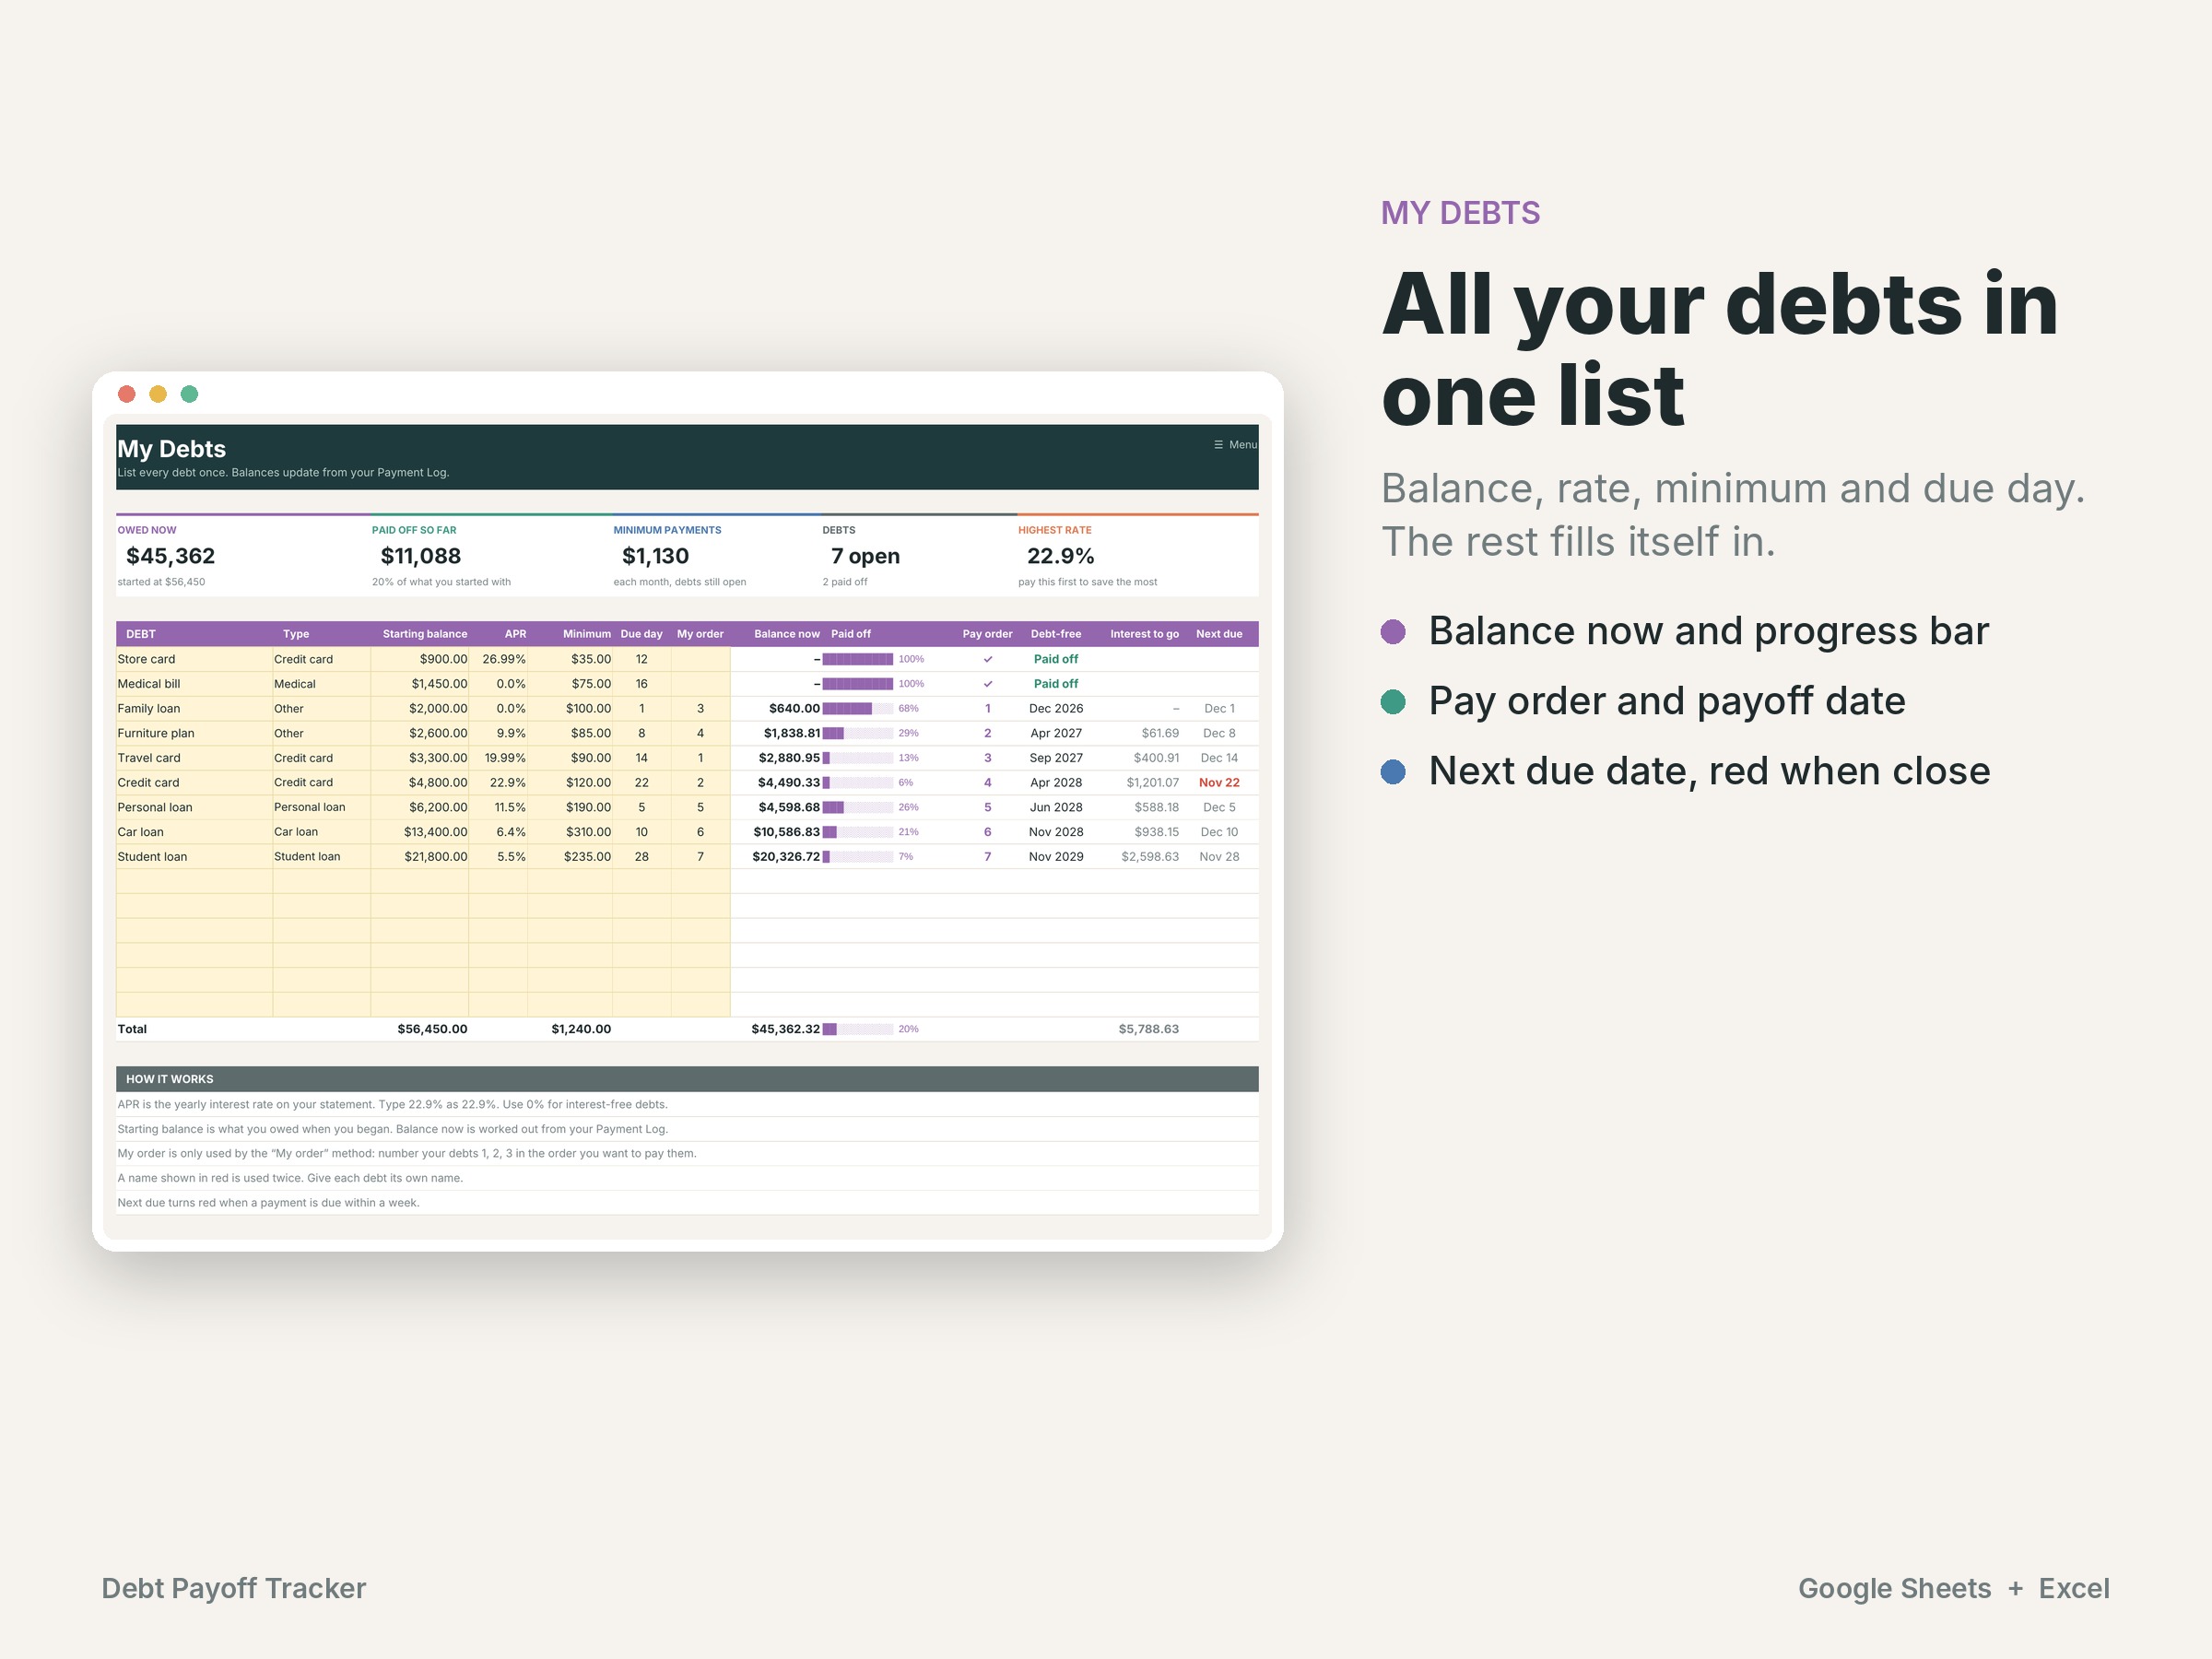 My Debts
☰ Menu
List every debt once. Balances update from your Payment Log.
OWED NOW PAID OFF SO FAR MINIMUM PAYMENTS DEBTS HIGHEST RATE
$45,362 $11,088 $1,130 7 open 22.9%
started at $56,450 20% of what you started with each month, debts still open 2 paid off pay this first to save the most
DEBT Type Starting balance APR Minimum Due day My order Balance now Paid off Pay order Debt-free Interest to go Next due
Store card Credit card $900.00 26.99% $35.00 12 – 100% ✓ Paid off
Medical bill Medical $1,450.00 0.0% $75.00 16 – 100% ✓ Paid off
Family loan Other $2,000.00 0.0% $100.00 1 3 $640.00 68% 1 Dec 2026 – Dec 1
Furniture plan Other $2,600.00 9.9% $85.00 8 4 $1,838.81 29% 2 Apr 2027 $61.69 Dec 8
Travel card Credit card $3,300.00 19.99% $90.00 14 1 $2,880.95 13% 3 Sep 2027 $400.91 Dec 14
Credit card Credit card $4,800.00 22.9% $120.00 22 2 $4,490.33 6% 4 Apr 2028 $1,201.07 Nov 22
Personal loan Personal loan $6,200.00 11.5% $190.00 5 5 $4,598.68 26% 5 Jun 2028 $588.18 Dec 5
Car loan Car loan $13,400.00 6.4% $310.00 10 6 $10,586.83 21% 6 Nov 2028 $938.15 Dec 10
Student loan Student loan $21,800.00 5.5% $235.00 28 7 $20,326.72 7% 7 Nov 2029 $2,598.63 Nov 28
Total $56,450.00 $1,240.00 $45,362.32 20% $5,788.63
HOW IT WORKS
APR is the yearly interest rate on your statement. Type 22.9% as 22.9%. Use 0% for interest-free debts.
Starting balance is what you owed when you began. Balance now is worked out from your Payment Log.
My order is only used by the “My order” method: number your debts 1, 2, 3 in the order you want to pay them.
A name shown in red is used twice. Give each debt its own name.
Next due turns red when a payment is due within a week.
MY DEBTS
All your debts in
one list
Balance, rate, minimum and due day.
The rest fills itself in.
Balance now and progress bar
Pay order and payoff date
Next due date, red when close
Debt Payoff Tracker
Google Sheets + Excel